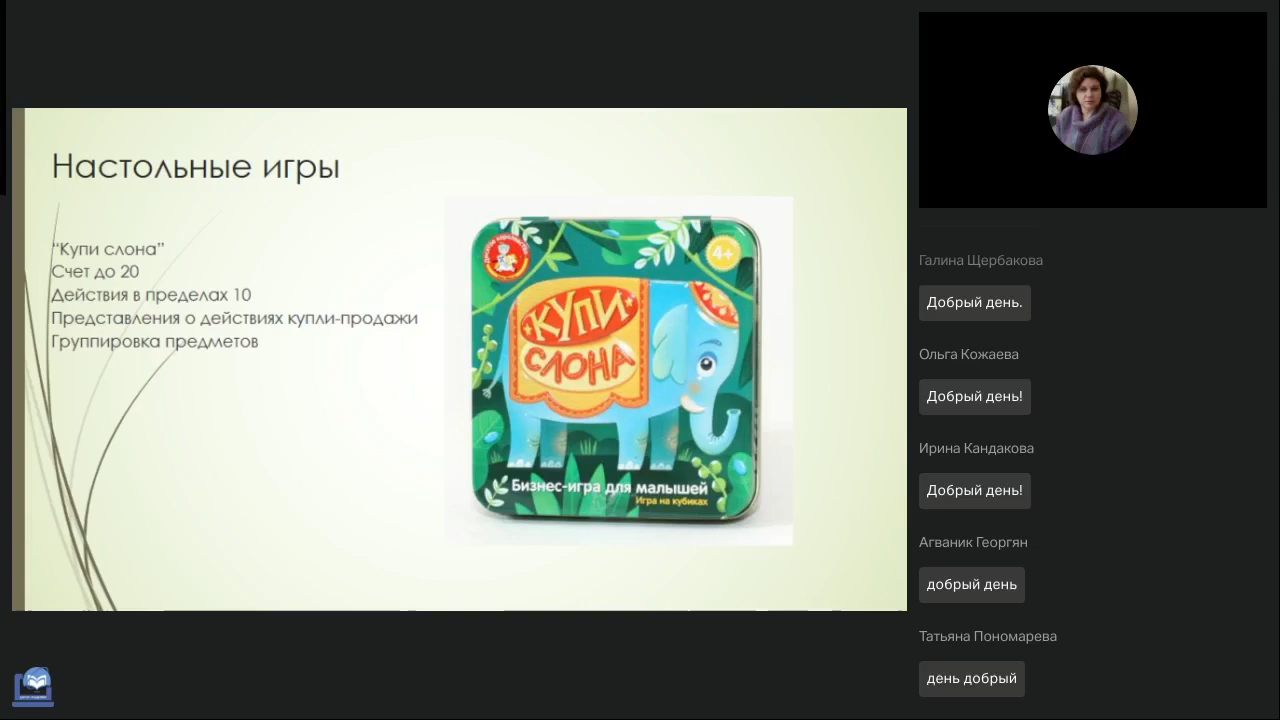 Настольные игры
“Купи слона”
Счет до 20
Действия в пределах 10
Представления о действиях купли-продажи
Группировка предметов
4+
КУПИ
СЛОНА
Бизнес-игра для малышей
Игра на кубиках
Галина Щербакова
Добрый день.
Ольга Кожаева
Добрый день!
Ирина Кандакова
Добрый день!
Агваник Георгян
добрый день
Татьяна Пономарева
день добрый